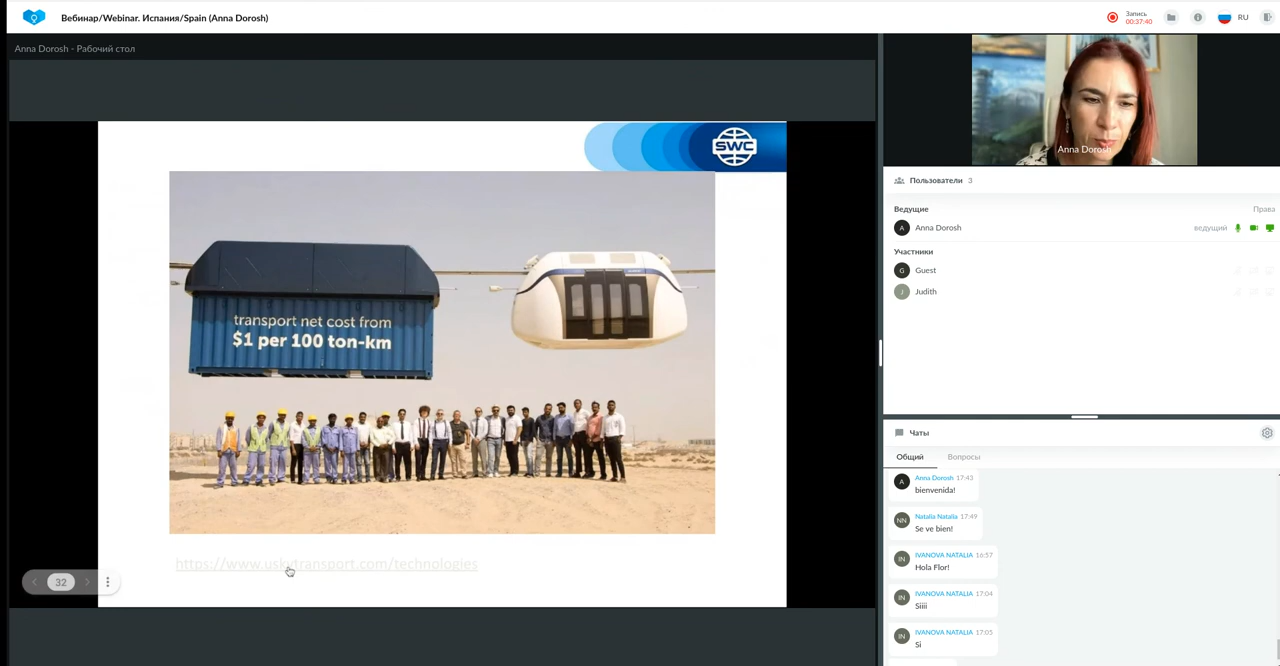 Вебинар/Webinar. Испания/Spain (Anna Dorosh)
Запись
00:37:40
RU
Anna Dorosh - Рабочий стол
SWC
transport net cost from
$1 per 100 ton-km
https://www.uskytransport.com/technologies
32
Anna Dorosh
Пользователи 3
Ведущие Права
A Anna Dorosh ведущий
Участники
G Guest
J Judith
Чаты
Общий Вопросы
A Anna Dorosh 17:43
bienvenida!
NN Natalia Natalia 17:49
Se ve bien!
IN IVANOVA NATALIA 16:57
Hola Flor!
IN IVANOVA NATALIA 17:04
Siiii
IN IVANOVA NATALIA 17:05
Si